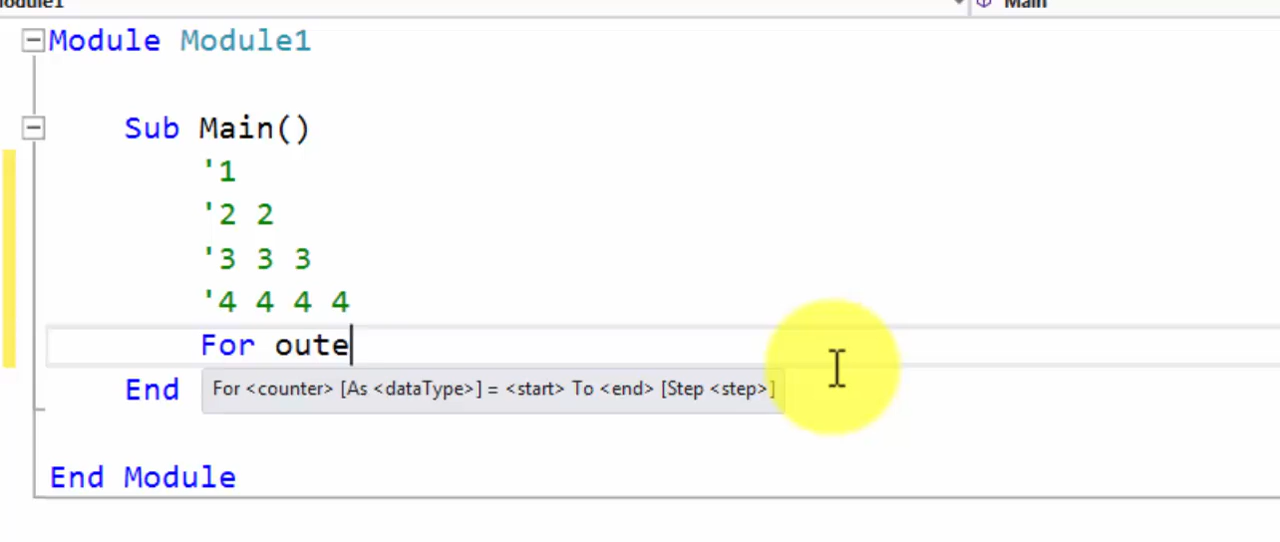 Module1 Main
Module Module1
Sub Main()
'1
'2 2
'3 3 3
'4 4 4 4
For oute
End
For <counter> [As <dataType>] = <start> To <end> [Step <step>]
End Module